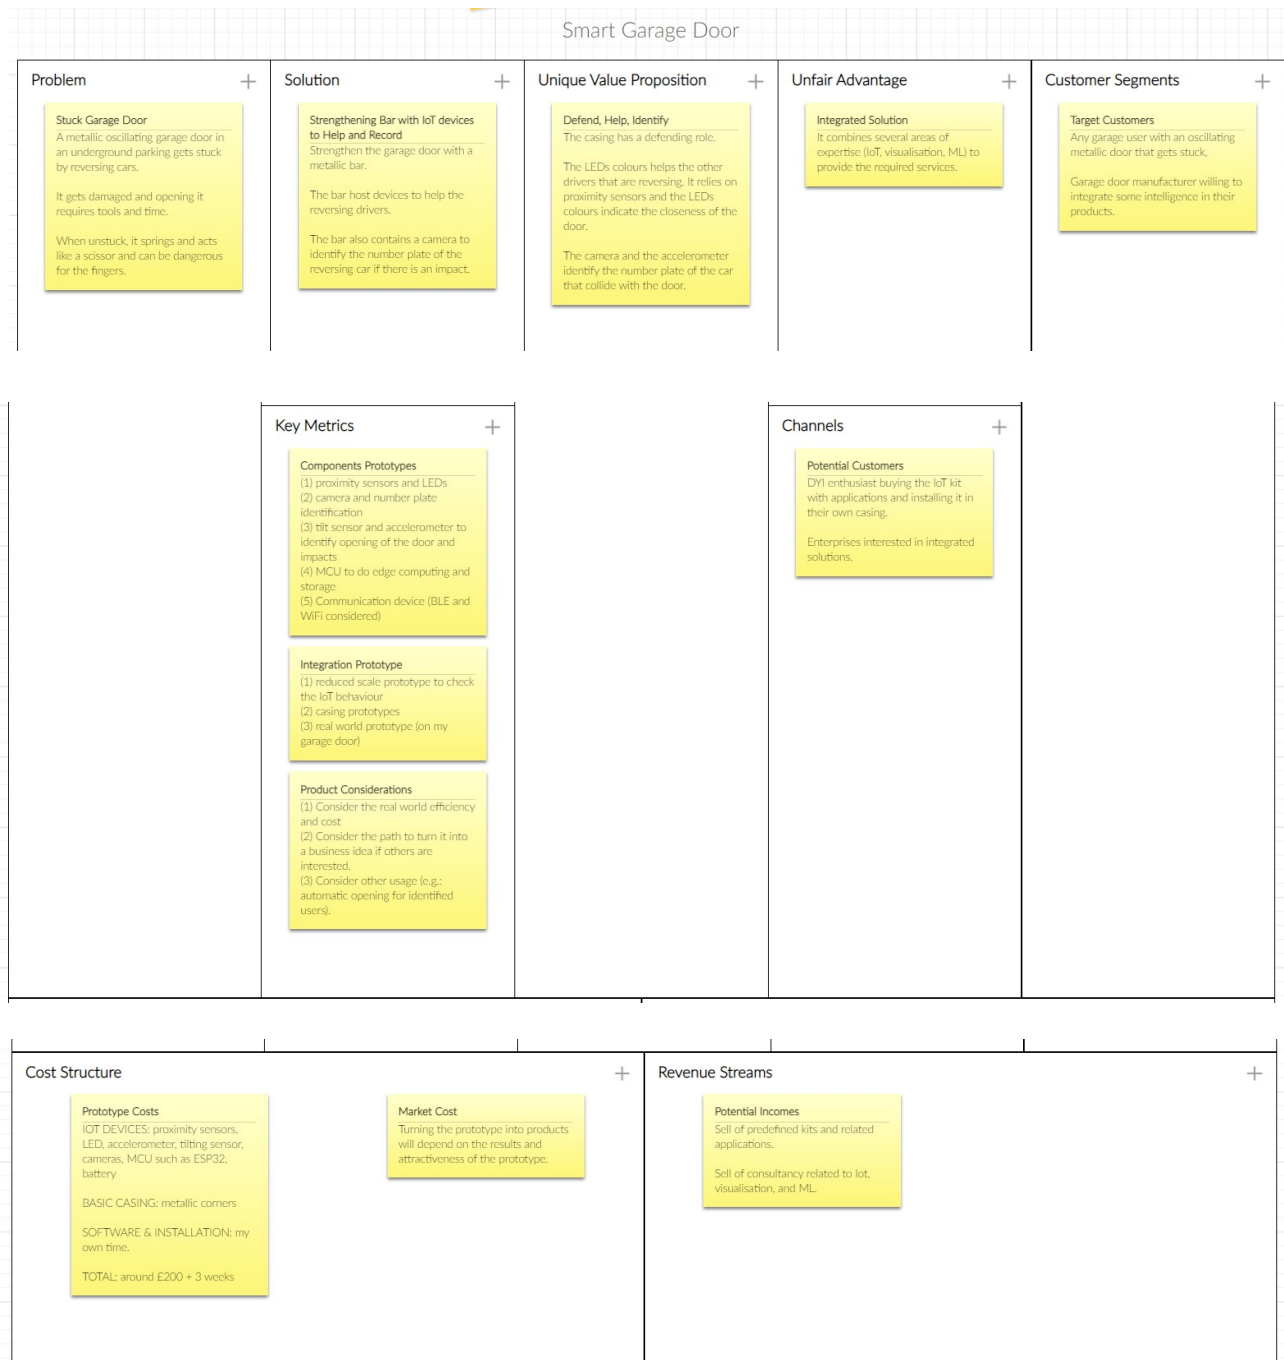 Smart Garage Door
Problem
Stuck Garage Door
A metallic oscillating garage door in
an underground parking gets stuck
by reversing cars.
It gets damaged and opening it
requires tools and time.
When unstuck, it springs and acts
like a scissor and can be dangerous
for the fingers.
Solution
Strengthening Bar with IoT devices
to Help and Record
Strengthen the garage door with a
metallic bar.
The bar host devices to help the
reversing drivers.
The bar also contains a camera to
identify the number plate of the
reversing car if there is an impact.
Unique Value Proposition
Defend, Help, Identify
The casing has a defending role.
The LEDs colours helps the other
drivers that are reversing. It relies on
proximity sensors and the LEDs
colours indicate the closeness of the
door.
The camera and the accelerometer
identify the number plate of the car
that collide with the door.
Unfair Advantage
Integrated Solution
It combines several areas of
expertise (IoT, visualisation, ML) to
provide the required services.
Customer Segments
Target Customers
Any garage user with an oscillating
metallic door that gets stuck.
Garage door manufacturer willing to
integrate some intelligence in their
products.
Key Metrics
Components Prototypes
(1) proximity sensors and LEDs
(2) camera and number plate
identification
(3) tilt sensor and accelerometer to
identify opening of the door and
impacts
(4) MCU to do edge computing and
storage
(5) Communication device (BLE and
WiFi considered)
Integration Prototype
(1) reduced scale prototype to check
the IoT behaviour
(2) casing prototypes
(3) real world prototype (on my
garage door)
Product Considerations
(1) Consider the real world efficiency
and cost
(2) Consider the path to turn it into
a business idea if others are
interested.
(3) Consider other usage (e.g.:
automatic opening for identified
users).
Channels
Potential Customers
DYI enthusiast buying the IoT kit
with applications and installing it in
their own casing.
Enterprises interested in integrated
solutions.
Cost Structure
Prototype Costs
IOT DEVICES: proximity sensors,
LED, accelerometer, tilting sensor,
cameras, MCU such as ESP32,
battery
BASIC CASING: metallic corners
SOFTWARE & INSTALLATION: my
own time.
TOTAL: around £200 + 3 weeks
Market Cost
Turning the prototype into products
will depend on the results and
attractiveness of the prototype.
Revenue Streams
Potential Incomes
Sell of predefined kits and related
applications.
Sell of consultancy related to Iot,
visualisation, and ML.